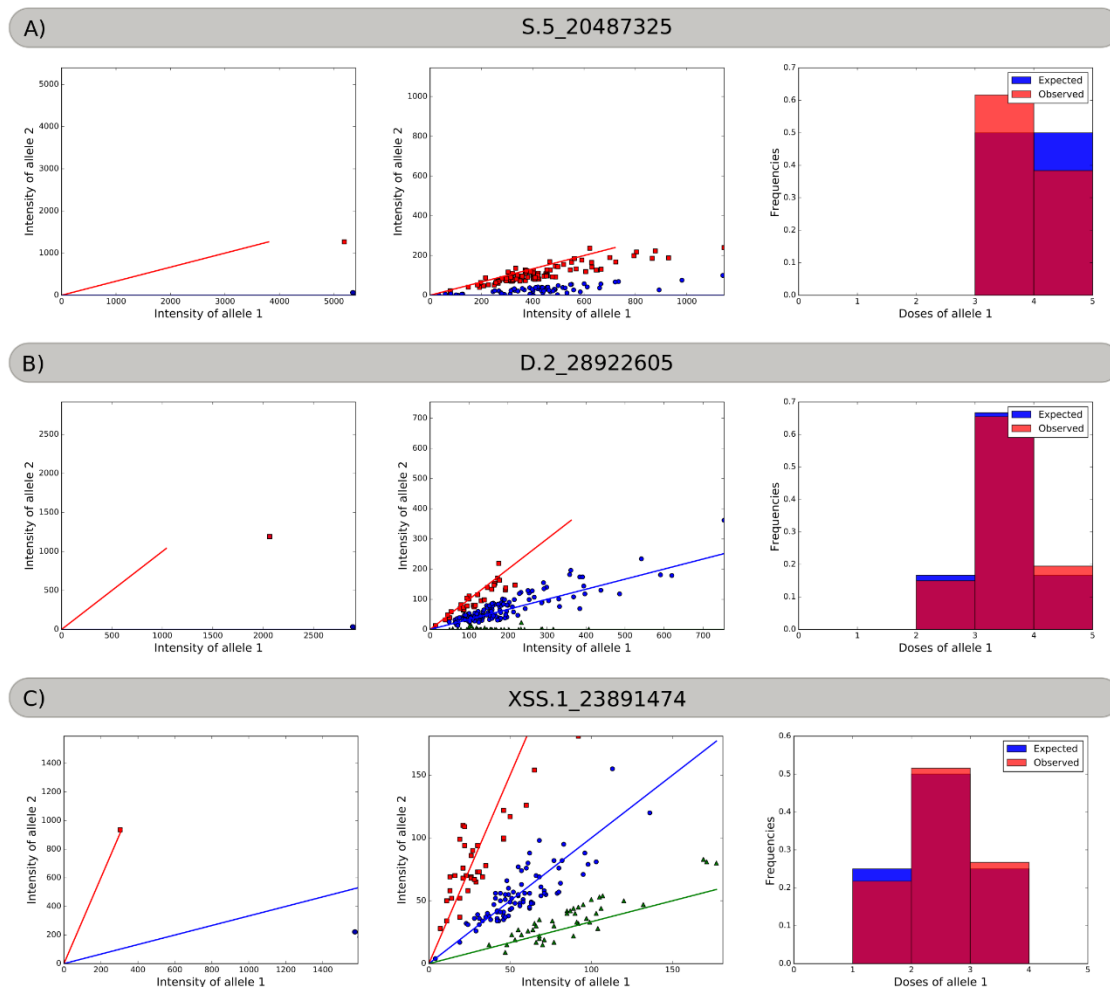 A) S.5_20487325
Intensity of allele 2
5000
4000
3000
2000
1000
0
0 1000 2000 3000 4000 5000
Intensity of allele 1
Intensity of allele 2
1000
800
600
400
200
0
0 200 400 600 800 1000
Intensity of allele 1
Frequencies
0.7
0.6
0.5
0.4
0.3
0.2
0.1
0.0
0 1 2 3 4 5
Doses of allele 1
Expected
Observed
B) D.2_28922605
Intensity of allele 2
2500
2000
1500
1000
500
0
0 500 1000 1500 2000 2500
Intensity of allele 1
Intensity of allele 2
700
600
500
400
300
200
100
0
0 100 200 300 400 500 600 700
Intensity of allele 1
Frequencies
0.7
0.6
0.5
0.4
0.3
0.2
0.1
0.0
0 1 2 3 4 5
Doses of allele 1
Expected
Observed
C) XSS.1_23891474
Intensity of allele 2
1400
1200
1000
800
600
400
200
0
0 200 400 600 800 1000 1200 1400
Intensity of allele 1
Intensity of allele 2
150
100
50
0
50 100 150
Intensity of allele 1
Frequencies
0.6
0.5
0.4
0.3
0.2
0.1
0.0
0 1 2 3 4 5
Doses of allele 1
Expected
Observed